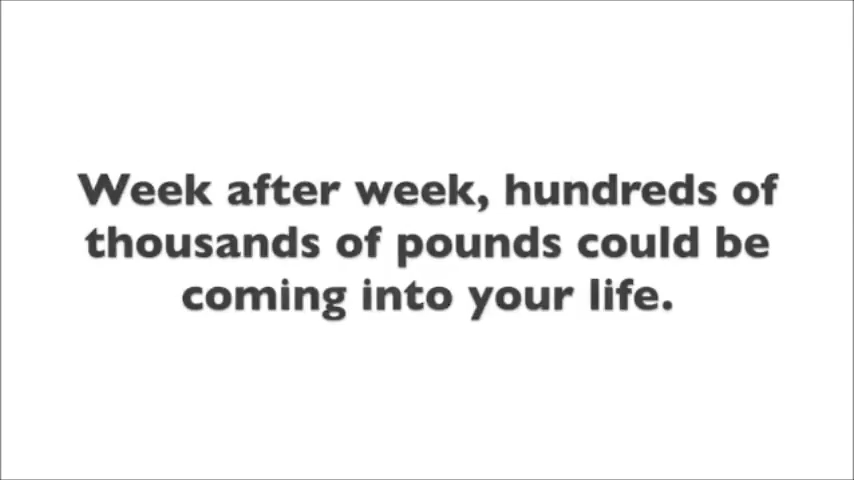 Week after week, hundreds of
thousands of pounds could be
coming into your life.